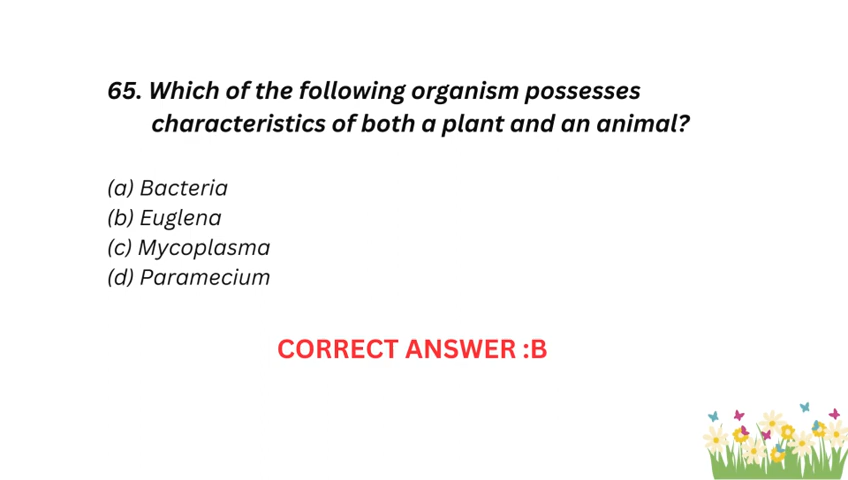 65. Which of the following organism possesses
characteristics of both a plant and an animal?
(a) Bacteria
(b) Euglena
(c) Mycoplasma
(d) Paramecium
CORRECT ANSWER :B